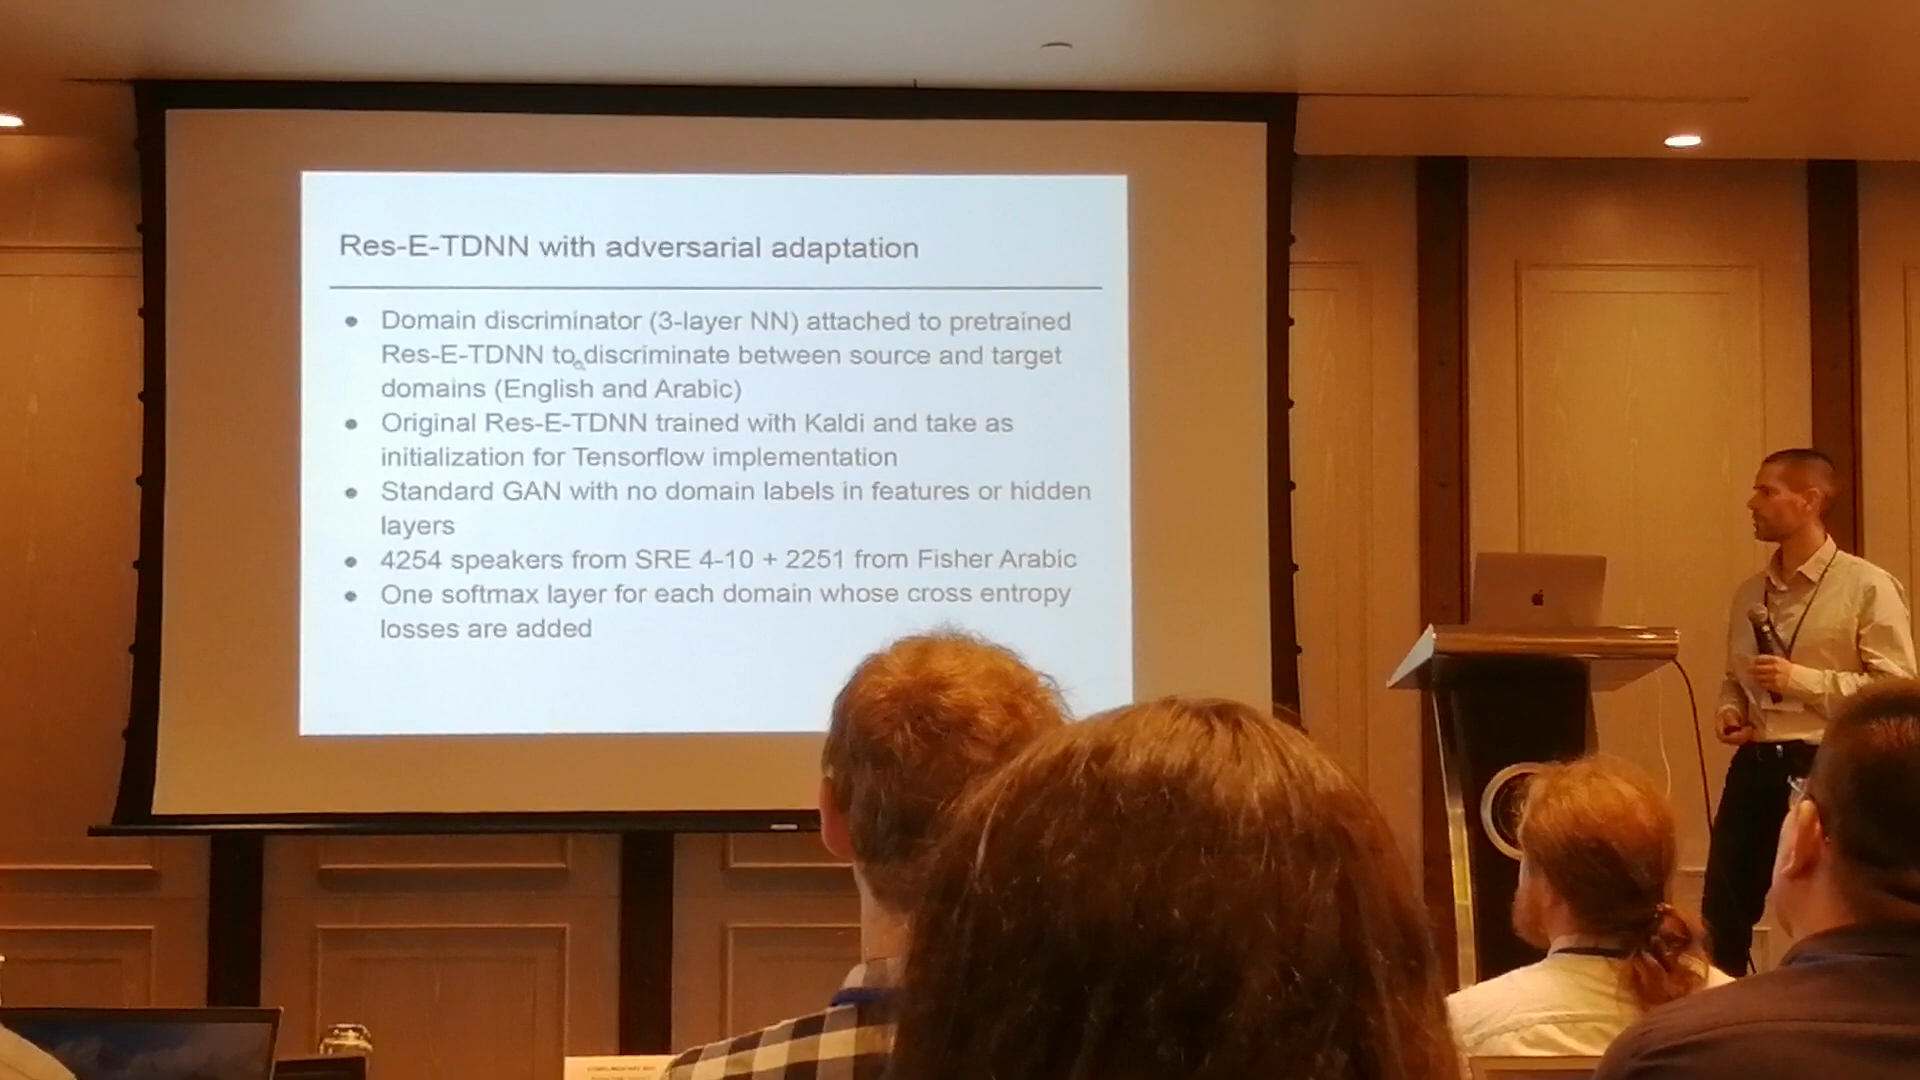 Res-E-TDNN with adversarial adaptation
● Domain discriminator (3-layer NN) attached to pretrained
Res-E-TDNN to discriminate between source and target
domains (English and Arabic)
● Original Res-E-TDNN trained with Kaldi and take as
initialization for Tensorflow implementation
● Standard GAN with no domain labels in features or hidden
layers
● 4254 speakers from SRE 4-10 + 2251 from Fisher Arabic
● One softmax layer for each domain whose cross entropy
losses are added